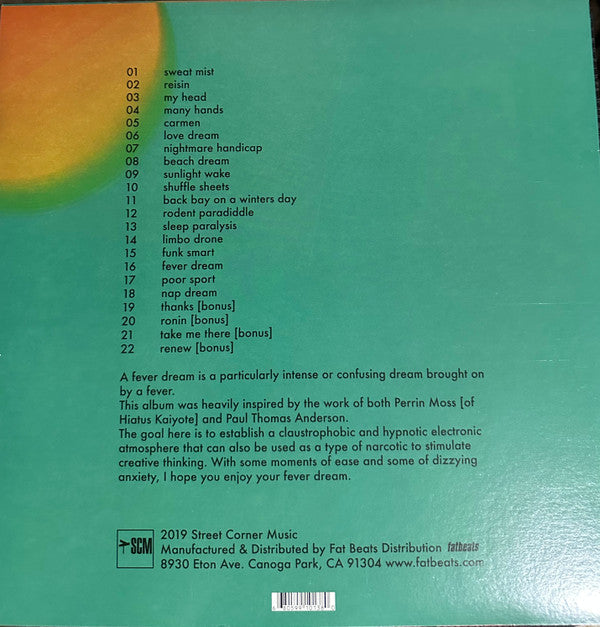 01 sweat mist
02 reisin
03 my head
04 many hands
05 carmen
06 love dream
07 nightmare handicap
08 beach dream
09 sunlight wake
10 shuffle sheets
11 back bay on a winters day
12 rodent paradiddle
13 sleep paralysis
14 limbo drone
15 funk smart
16 fever dream
17 poor sport
18 nap dream
19 thanks [bonus]
20 ronin [bonus]
21 take me there [bonus]
22 renew [bonus]
A fever dream is a particularly intense or confusing dream brought on
by a fever.
This album was heavily inspired by the work of both Perrin Moss [of
Hiatus Kaiyote] and Paul Thomas Anderson.
The goal here is to establish a claustrophobic and hypnotic electronic
atmosphere that can also be used as a type of narcotic to stimulate
creative thinking. With some moments of ease and some of dizzying
anxiety, I hope you enjoy your fever dream.
SCM
2019 Street Corner Music
Manufactured & Distributed by Fat Beats Distribution fatbeats
8930 Eton Ave. Canoga Park, CA 91304 www.fatbeats.com